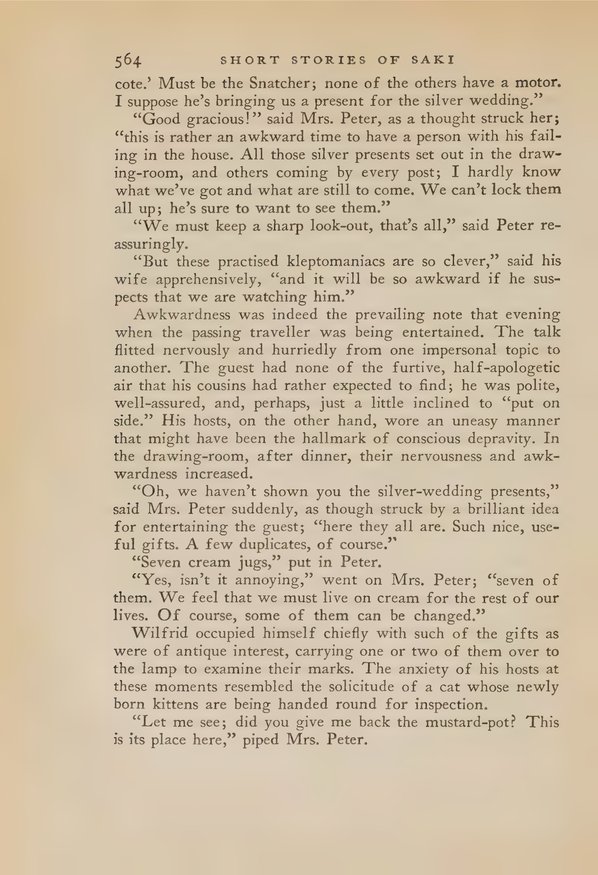 564 SHORT STORIES OF SAKI
cote.’ Must be the Snatcher; none of the others have a motor.
I suppose he’s bringing us a present for the silver wedding.”
“Good gracious!” said Mrs. Peter, as a thought struck her;
“this is rather an awkward time to have a person with his fail-
ing in the house. All those silver presents set out in the draw-
ing-room, and others coming by every post; I hardly know
what we’ve got and what are still to come. We can’t lock them
all up; he’s sure to want to see them.”
“We must keep a sharp look-out, that’s all,” said Peter re-
assuringly.
“But these practised kleptomaniacs are so clever,” said his
wife apprehensively, “and it will be so awkward if he sus-
pects that we are watching him.”
Awkwardness was indeed the prevailing note that evening
when the passing traveller was being entertained. The talk
flitted nervously and hurriedly from one impersonal topic to
another. The guest had none of the furtive, half-apologetic
air that his cousins had rather expected to find; he was polite,
well-assured, and, perhaps, just a little inclined to “put on
side.” His hosts, on the other hand, wore an uneasy manner
that might have been the hallmark of conscious depravity. In
the drawing-room, after dinner, their nervousness and awk-
wardness increased.
“Oh, we haven’t shown you the silver-wedding presents,”
said Mrs. Peter suddenly, as though struck by a brilliant idea
for entertaining the guest; “here they all are. Such nice, use-
ful gifts. A few duplicates, of course.”
“Seven cream jugs,” put in Peter.
“Yes, isn’t it annoying,” went on Mrs. Peter; “seven of
them. We feel that we must live on cream for the rest of our
lives. Of course, some of them can be changed.”
Wilfrid occupied himself chiefly with such of the gifts as
were of antique interest, carrying one or two of them over to
the lamp to examine their marks. The anxiety of his hosts at
these moments resembled the solicitude of a cat whose newly
born kittens are being handed round for inspection.
“Let me see; did you give me back the mustard-pot? This
is its place here,” piped Mrs. Peter.